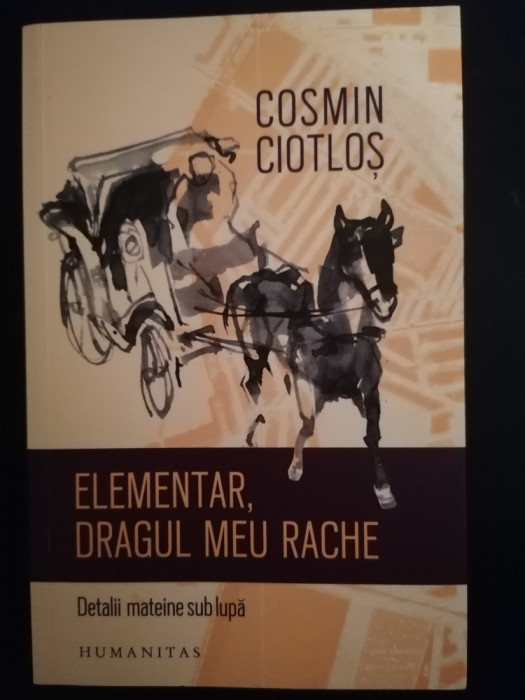 COSMIN
CIOTLOȘ
ELEMENTAR,
DRAGUL MEU RACHE
Detalii mateine sub lupă
HUMANITAS